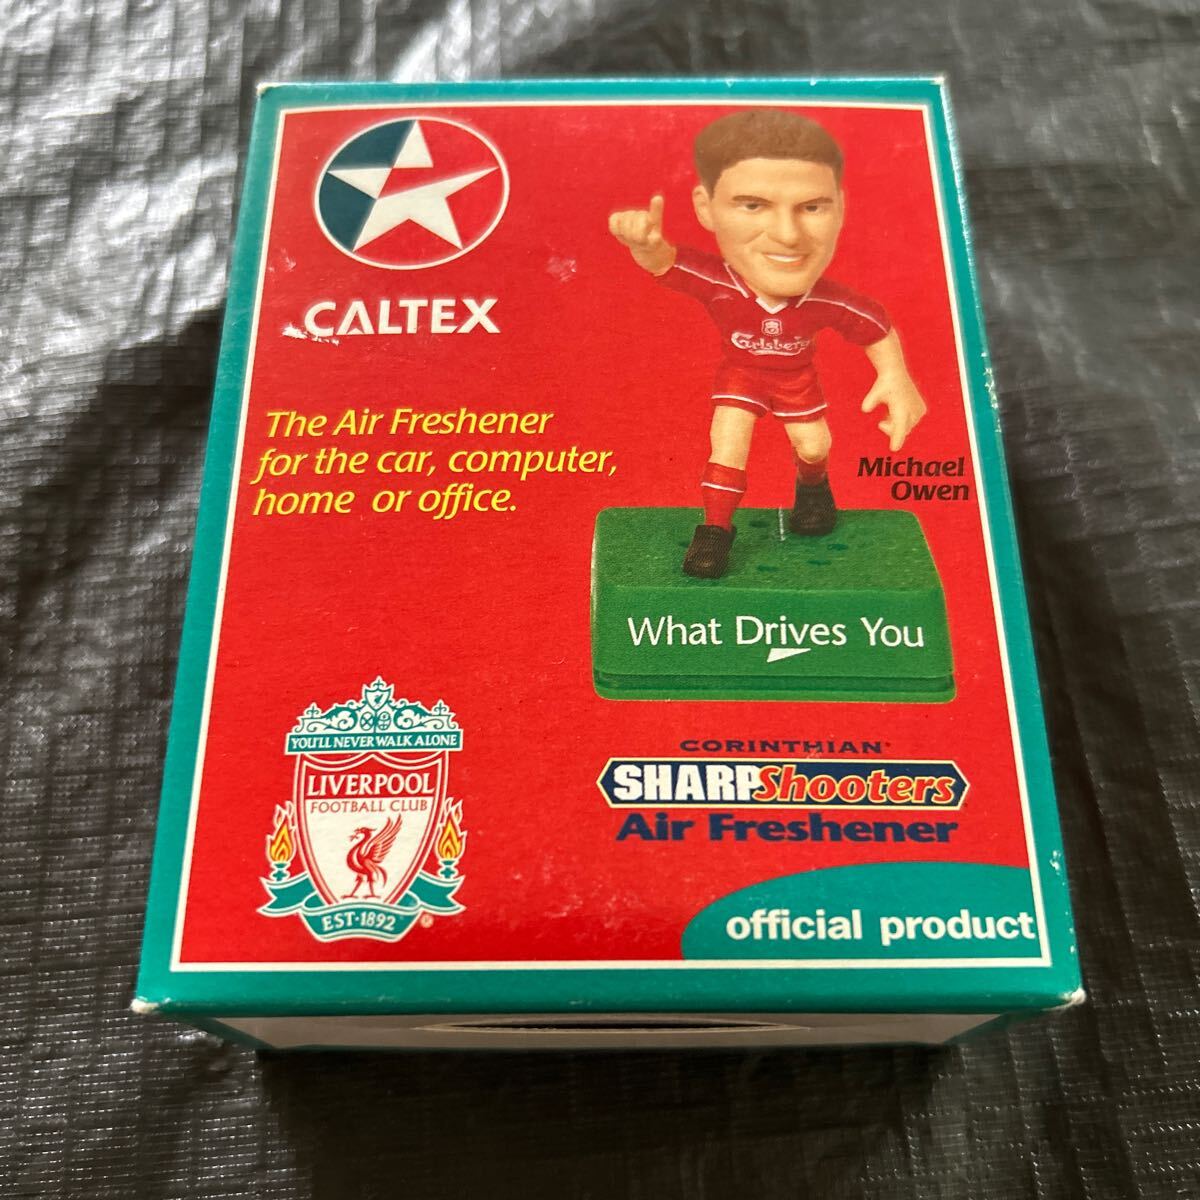 CALTEX
The Air Freshener
for the car, computer,
home or office.
Carlsberg
Michael
Owen
What Drives You
YOU'LL NEVER WALK ALONE
LIVERPOOL
FOOTBALL CLUB
EST·1892
®
CORINTHIAN
SHARPShooters
Air Freshener
official product